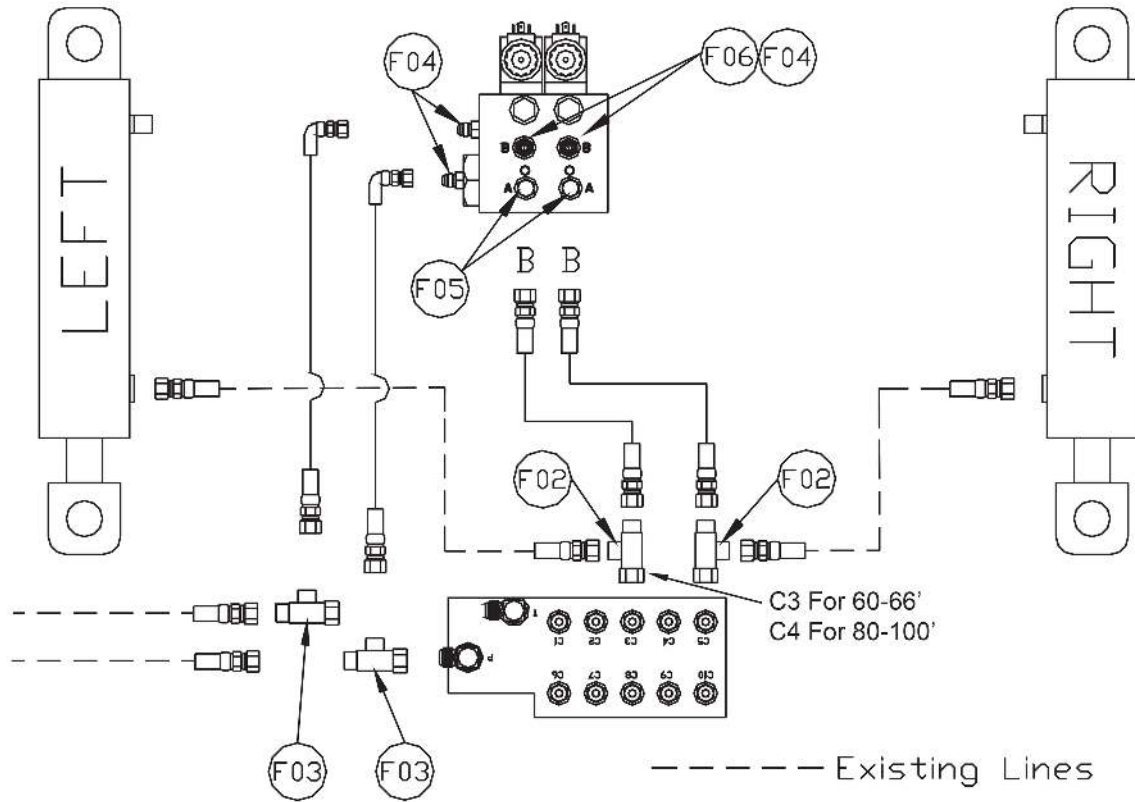 F04
F06 F04
B B
A A
LEFT
RIGHT
F05
B B
F02
F02
C3 For 60-66'
C4 For 80-100'
T
C1 C2 C3 C4 C5
P
C6 C7 C8 C9 C10
F03
F03
Existing Lines